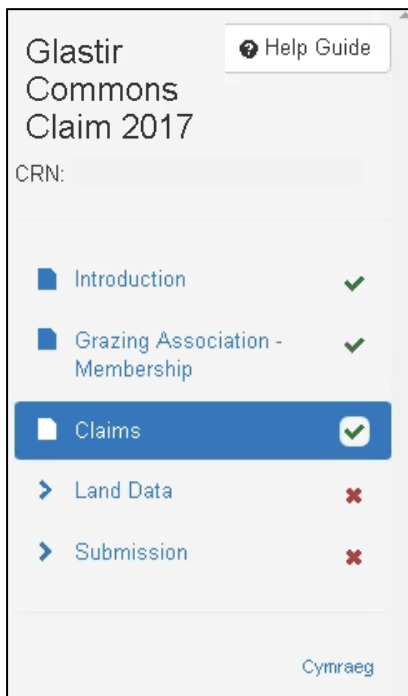 Glastir
Commons
Claim 2017
Help Guide
CRN:
Introduction
Grazing Association -
Membership
Claims
Land Data
Submission
Cymraeg